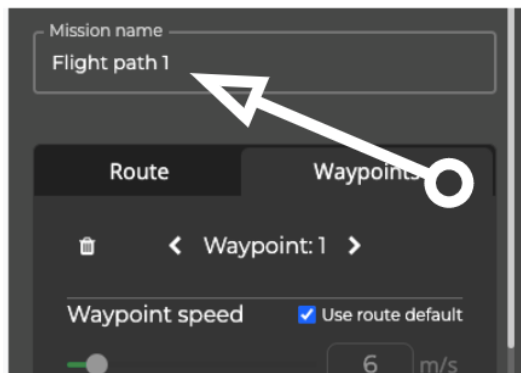 Mission name
Flight path 1
Route Waypoints
Waypoint: 1
Waypoint speed Use route default
6 m/s